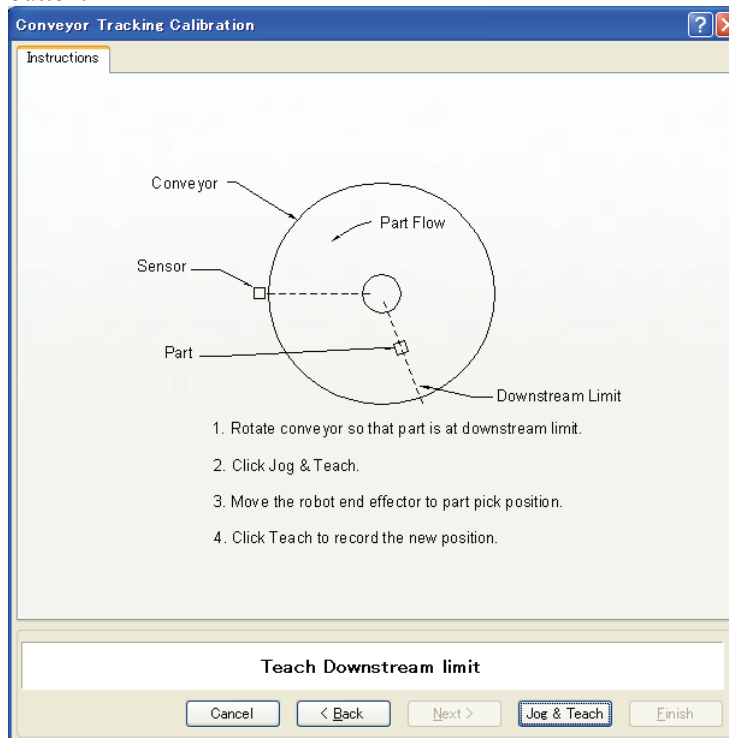 Conveyor Tracking Calibration
Instructions
Conveyor
Part Flow
Sensor
Part
Downstream Limit
1. Rotate conveyor so that part is at downstream limit.
2. Click Jog & Teach.
3. Move the robot end effector to part pick position.
4. Click Teach to record the new position.
Teach Downstream limit
Cancel
< Back
Next >
Jog & Teach
Finish